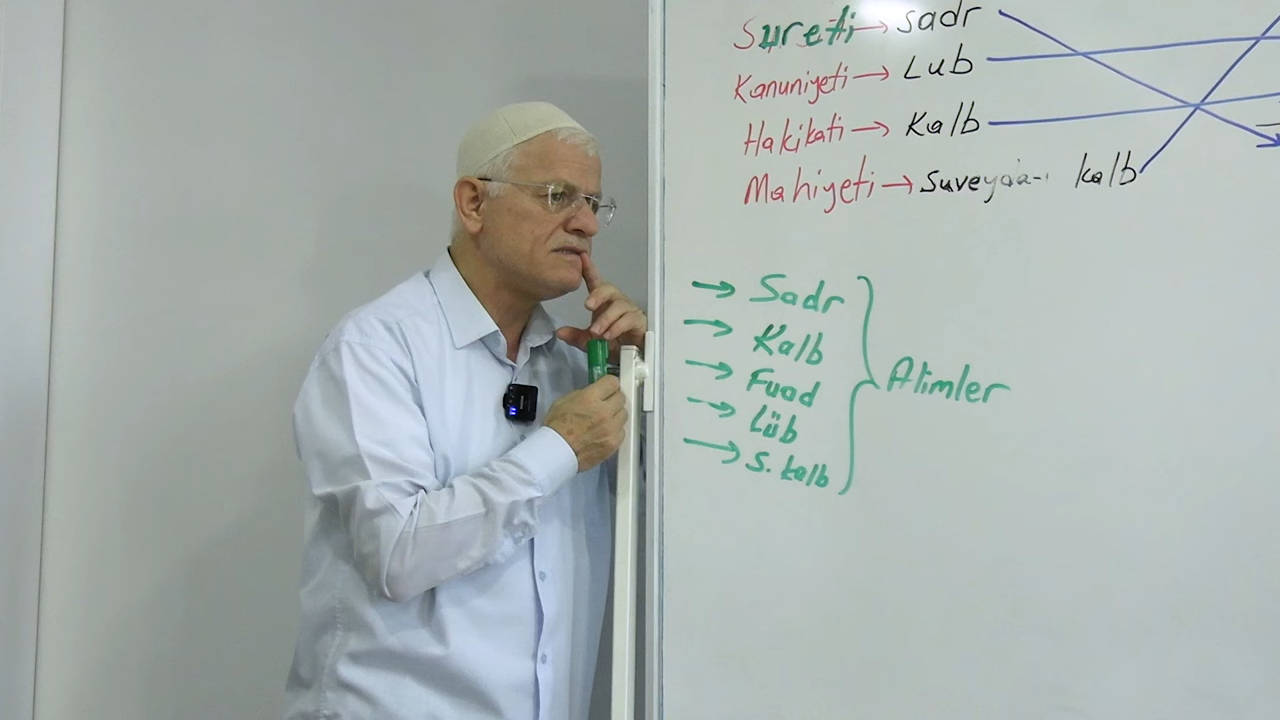 Sureti → Sadr
Kanuniyeti → Lub
Hakikati → Kalb
Mahiyeti → Suveyda-ı kalb
→ Sadr
→ Kalb
→ Fuad
→ Lüb
→ S. kalb
Alimler